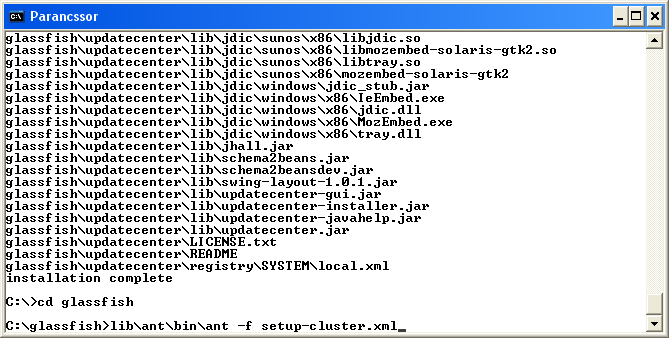 Parancssor
glassfish\updatecenter\lib\jdic\sunos\x86\libjdic.so
glassfish\updatecenter\lib\jdic\sunos\x86\libmozembed-solaris-gtk2.so
glassfish\updatecenter\lib\jdic\sunos\x86\libtray.so
glassfish\updatecenter\lib\jdic\sunos\x86\mozembed-solaris-gtk2
glassfish\updatecenter\lib\jdic\windows\jdic_stub.jar
glassfish\updatecenter\lib\jdic\windows\x86\IeEmbed.exe
glassfish\updatecenter\lib\jdic\windows\x86\jdic.dll
glassfish\updatecenter\lib\jdic\windows\x86\MozEmbed.exe
glassfish\updatecenter\lib\jdic\windows\x86\tray.dll
glassfish\updatecenter\lib\jhall.jar
glassfish\updatecenter\lib\schema2beans.jar
glassfish\updatecenter\lib\schema2beansdev.jar
glassfish\updatecenter\lib\swing-layout-1.0.1.jar
glassfish\updatecenter\lib\updatecenter-gui.jar
glassfish\updatecenter\lib\updatecenter-installer.jar
glassfish\updatecenter\lib\updatecenter-javahelp.jar
glassfish\updatecenter\lib\updatecenter.jar
glassfish\updatecenter\LICENSE.txt
glassfish\updatecenter\README
glassfish\updatecenter\registry\SYSTEM\local.xml
installation complete
C:\>cd glassfish
C:\glassfish>lib\ant\bin\ant -f setup-cluster.xml_